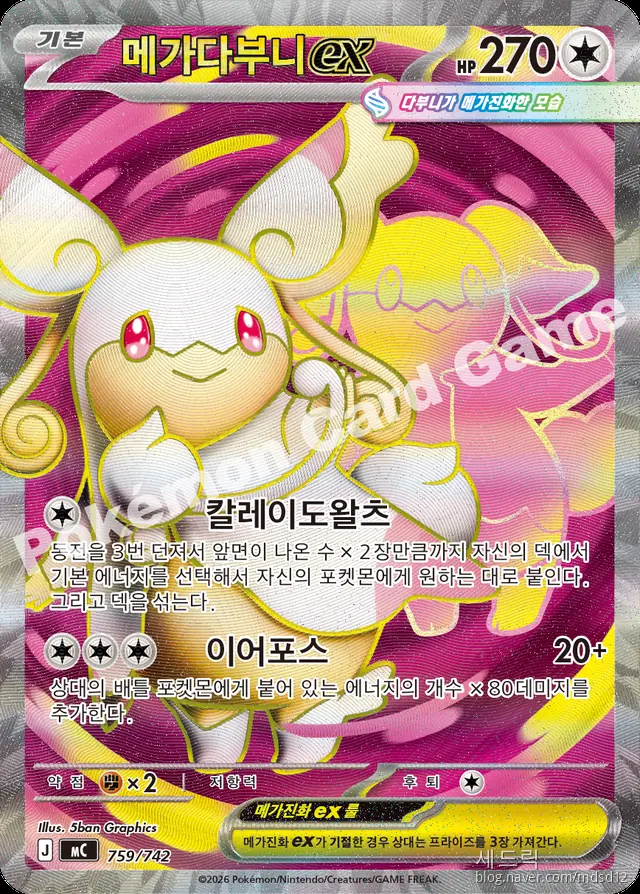 기본
메가다부니ex
HP 270
다부니가 메가진화한 모습
Pokémon Card Game
칼레이도왈츠
동전을 3번 던져서 앞면이 나온 수 × 2장만큼까지 자신의 덱에서
기본 에너지를 선택해서 자신의 포켓몬에게 원하는 대로 붙인다.
그리고 덱을 섞는다.
이어포스 20+
상대의 배틀 포켓몬에게 붙어 있는 에너지의 개수 × 80데미지를
추가한다.
약점 ×2 저항력 후퇴
메가진화 ex 룰
메가진화 ex가 기절한 경우 상대는 프라이즈를 3장 가져간다.
Illus. 5ban Graphics
J mC 759/742
세드릭
blog.naver.com/mdsd12
©2026 Pokémon/Nintendo/Creatures/GAME FREAK.